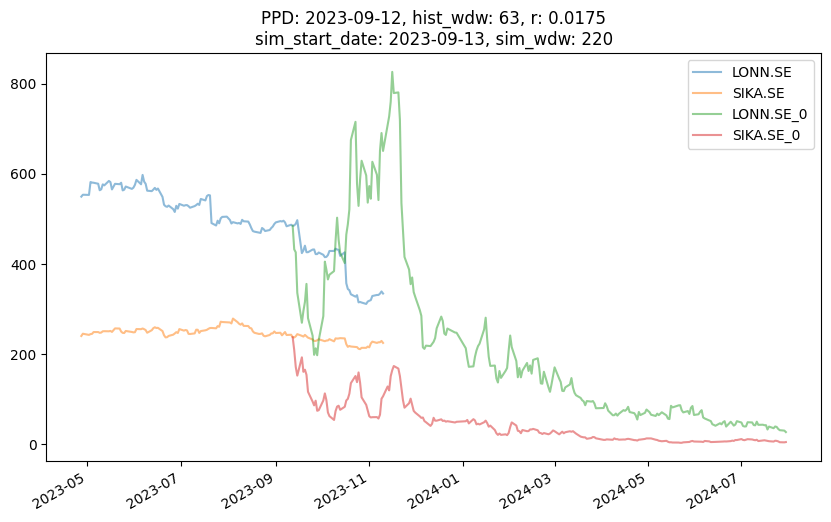 PPD: 2023-09-12, hist_wdw: 63, r: 0.0175
sim_start_date: 2023-09-13, sim_wdw: 220
LONN.SE
SIKA.SE
LONN.SE_0
SIKA.SE_0
800
600
400
200
0
2023-05
2023-07
2023-09
2023-11
2024-01
2024-03
2024-05
2024-07